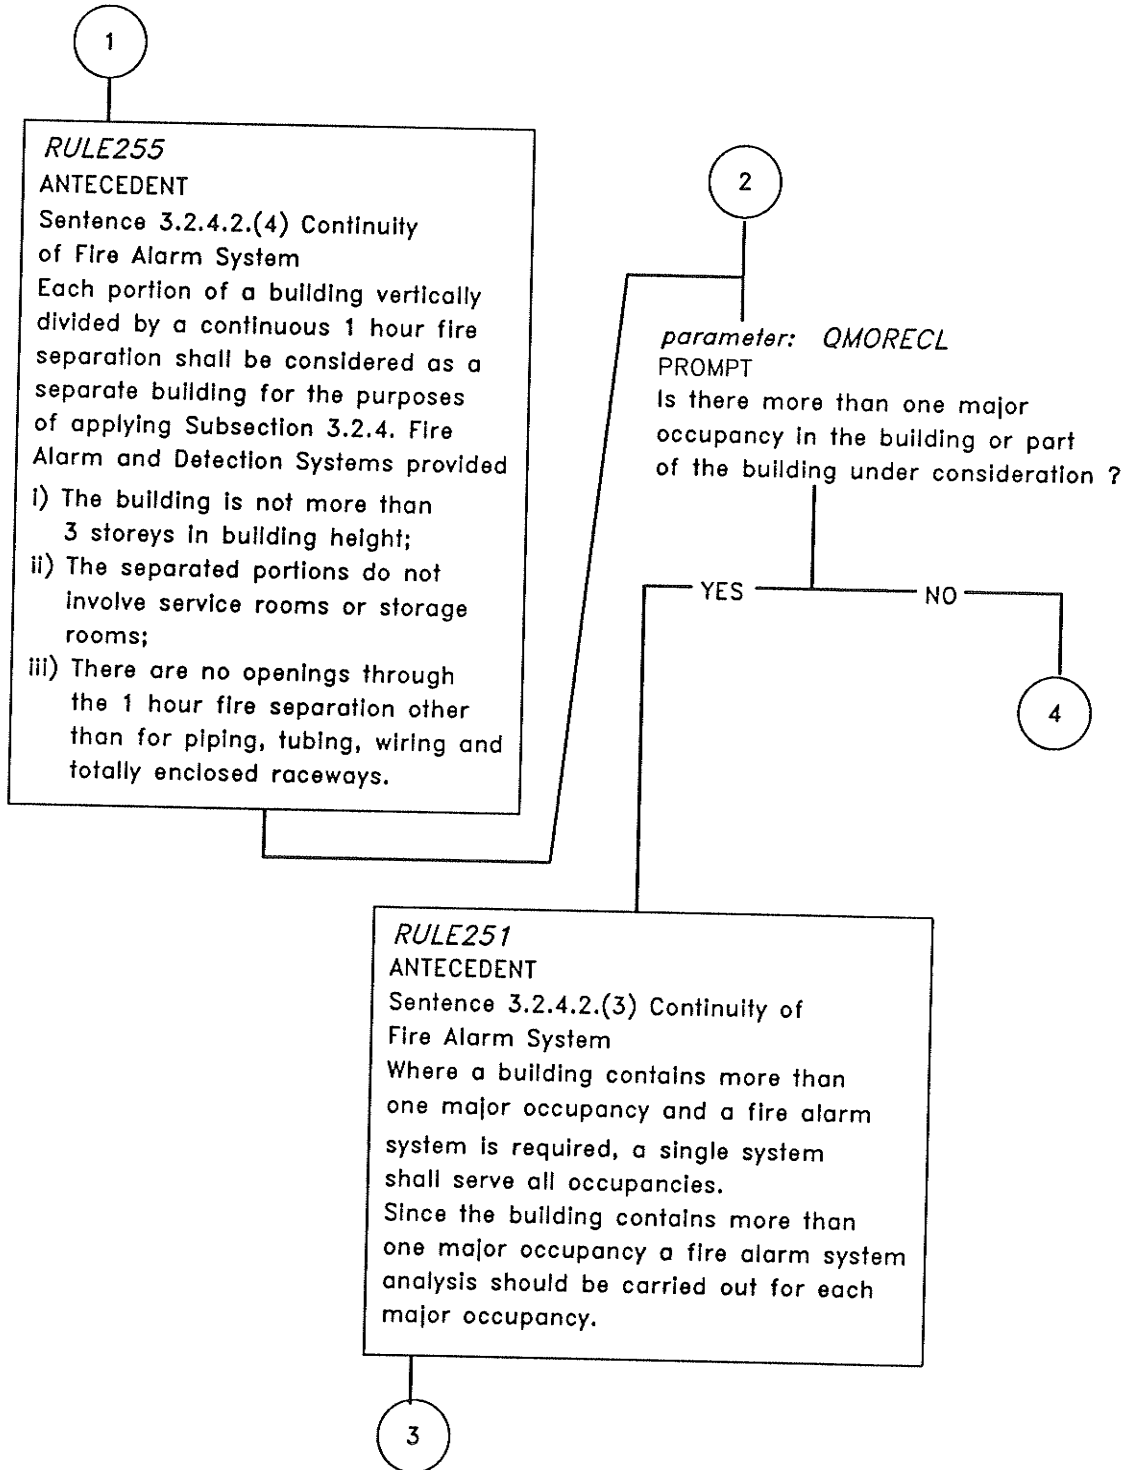 1
RULE255
ANTECEDENT
Sentence 3.2.4.2.(4) Continuity
of Fire Alarm System
Each portion of a building vertically
divided by a continuous 1 hour fire
separation shall be considered as a
separate building for the purposes
of applying Subsection 3.2.4. Fire
Alarm and Detection Systems provided
i) The building is not more than
3 storeys in building height;
ii) The separated portions do not
involve service rooms or storage
rooms;
iii) There are no openings through
the 1 hour fire separation other
than for piping, tubing, wiring and
totally enclosed raceways.
2
parameter: QMORECL
PROMPT
Is there more than one major
occupancy in the building or part
of the building under consideration ?
YES
NO
4
RULE251
ANTECEDENT
Sentence 3.2.4.2.(3) Continuity of
Fire Alarm System
Where a building contains more than
one major occupancy and a fire alarm
system is required, a single system
shall serve all occupancies.
Since the building contains more than
one major occupancy a fire alarm system
analysis should be carried out for each
major occupancy.
3